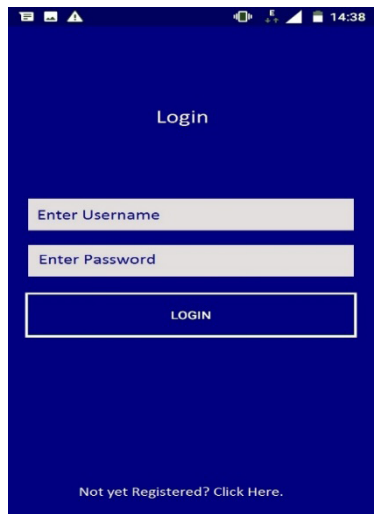 E 14:38
Login
Enter Username
Enter Password
LOGIN
Not yet Registered? Click Here.